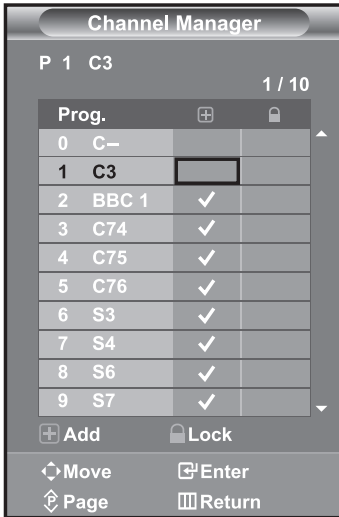 Channel Manager
P 1 C3
1 / 10
Prog.
0 C–
1 C3
2 BBC 1
3 C74
4 C75
5 C76
6 S3
7 S4
8 S6
9 S7
Add Lock
Move Enter
Page Return